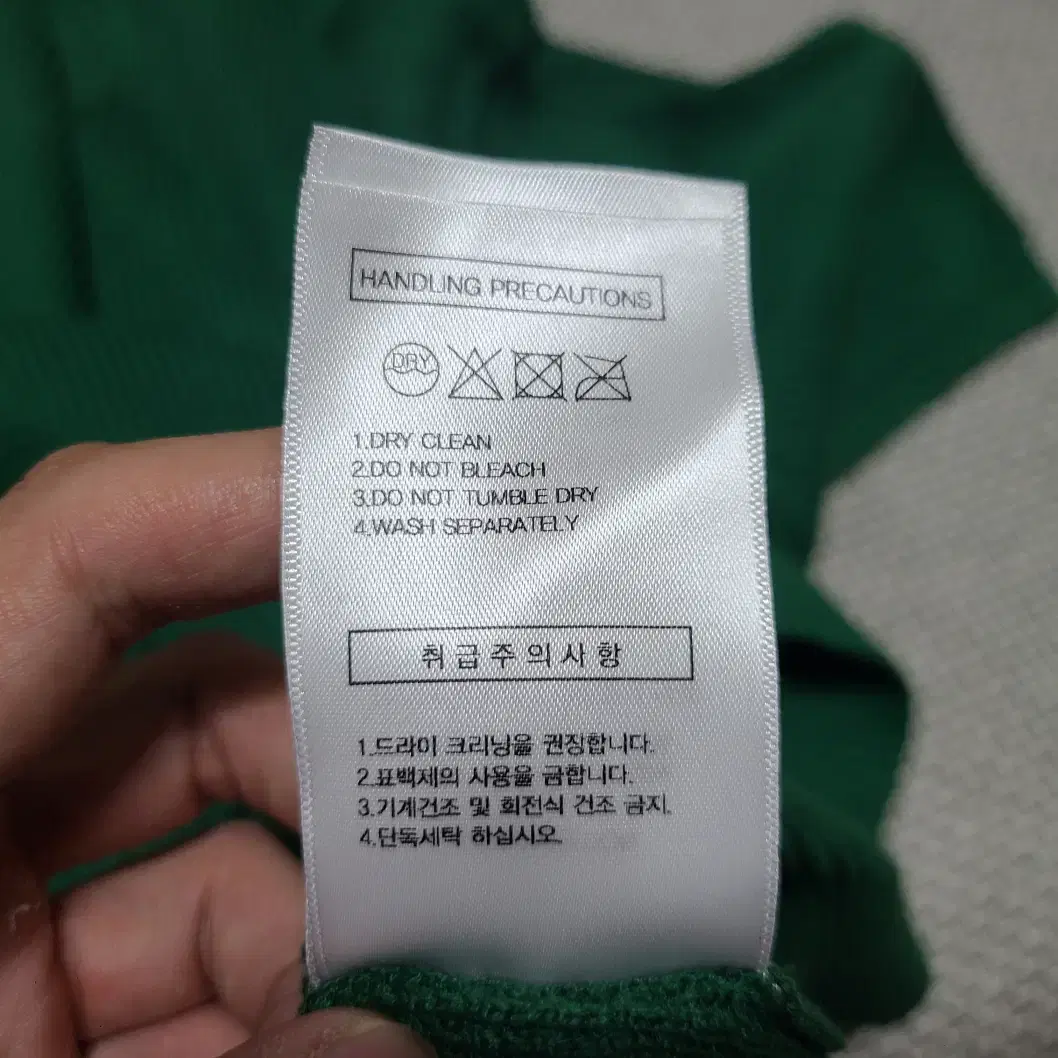 HANDLING PRECAUTIONS
DRY
1.DRY CLEAN
2.DO NOT BLEACH
3.DO NOT TUMBLE DRY
4.WASH SEPARATELY
취급주의사항
1.드라이 크리닝을 권장합니다.
2.표백제의 사용을 금합니다.
3.기계건조 및 회전식 건조 금지.
4.단독세탁 하십시오.